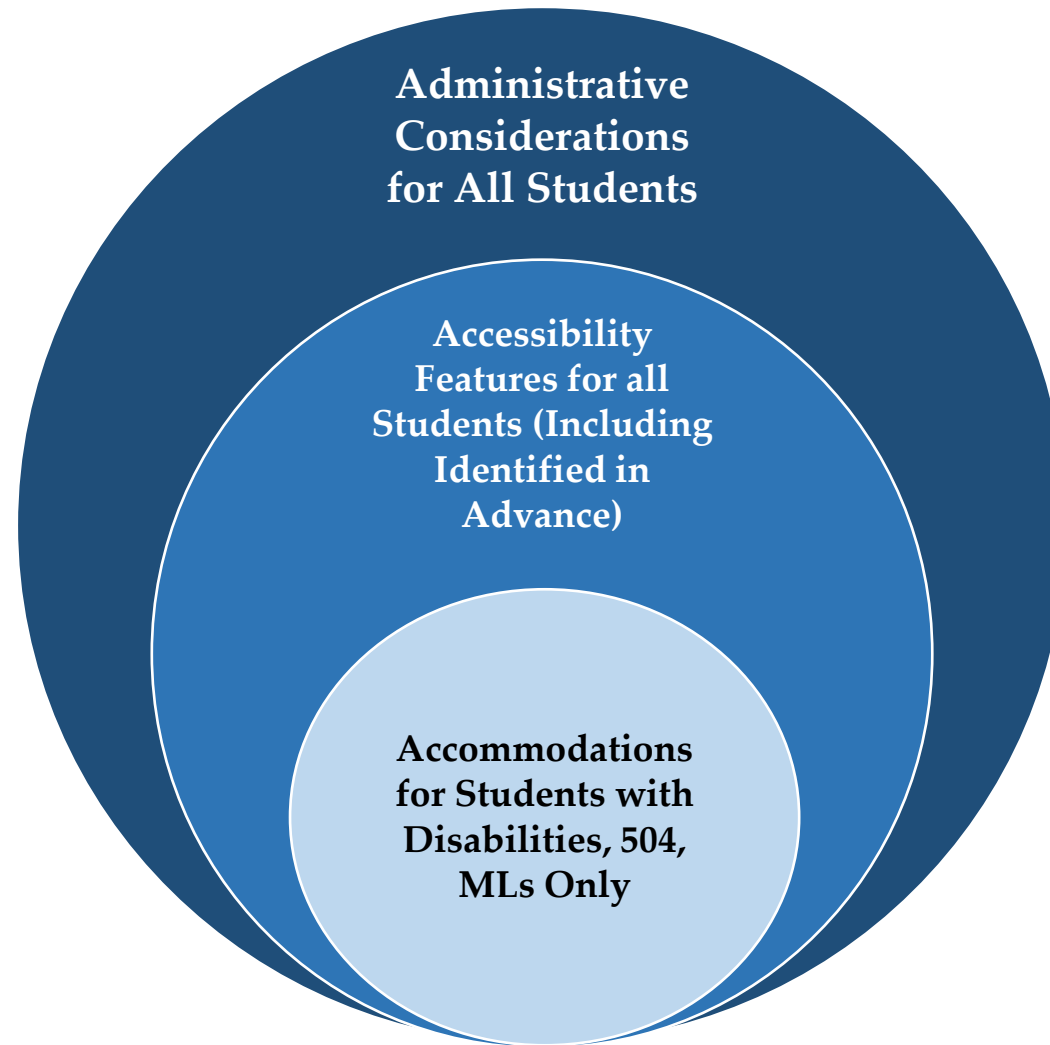 Administrative
Considerations
for All Students
Accessibility
Features for all
Students (Including
Identified in
Advance)
Accommodations
for Students with
Disabilities, 504,
MLs Only